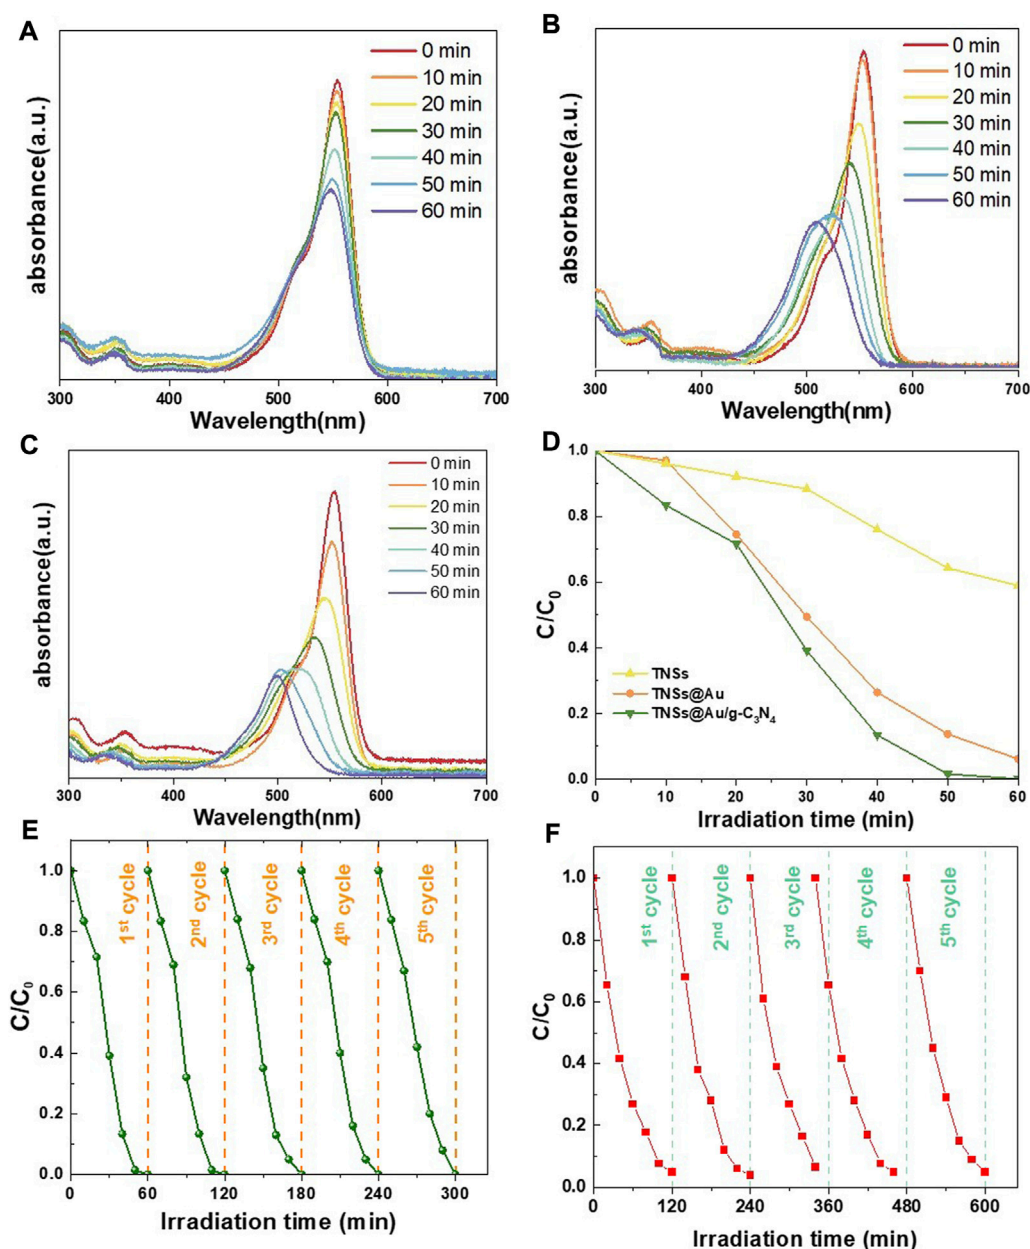 A
absorbance(a.u.)
0 min
10 min
20 min
30 min
40 min
50 min
60 min
300 400 500 600 700
Wavelength(nm)
B
absorbance(a.u.)
0 min
10 min
20 min
30 min
40 min
50 min
60 min
300 400 500 600 700
Wavelength(nm)
C
absorbance(a.u.)
0 min
10 min
20 min
30 min
40 min
50 min
60 min
300 400 500 600 700
Wavelength(nm)
D
C/C₀
1.0
0.8
0.6
0.4
0.2
0.0
TNSs
TNSs@Au
TNSs@Au/g-C₃N₄
0 10 20 30 40 50 60
Irradiation time (min)
E
C/C₀
1.0
0.8
0.6
0.4
0.2
0.0
1st cycle
2nd cycle
3rd cycle
4th cycle
5th cycle
0 60 120 180 240 300
Irradiation time (min)
F
C/C₀
1.0
0.8
0.6
0.4
0.2
0.0
1st cycle
2nd cycle
3rd cycle
4th cycle
5th cycle
0 120 240 360 480 600
Irradiation time (min)